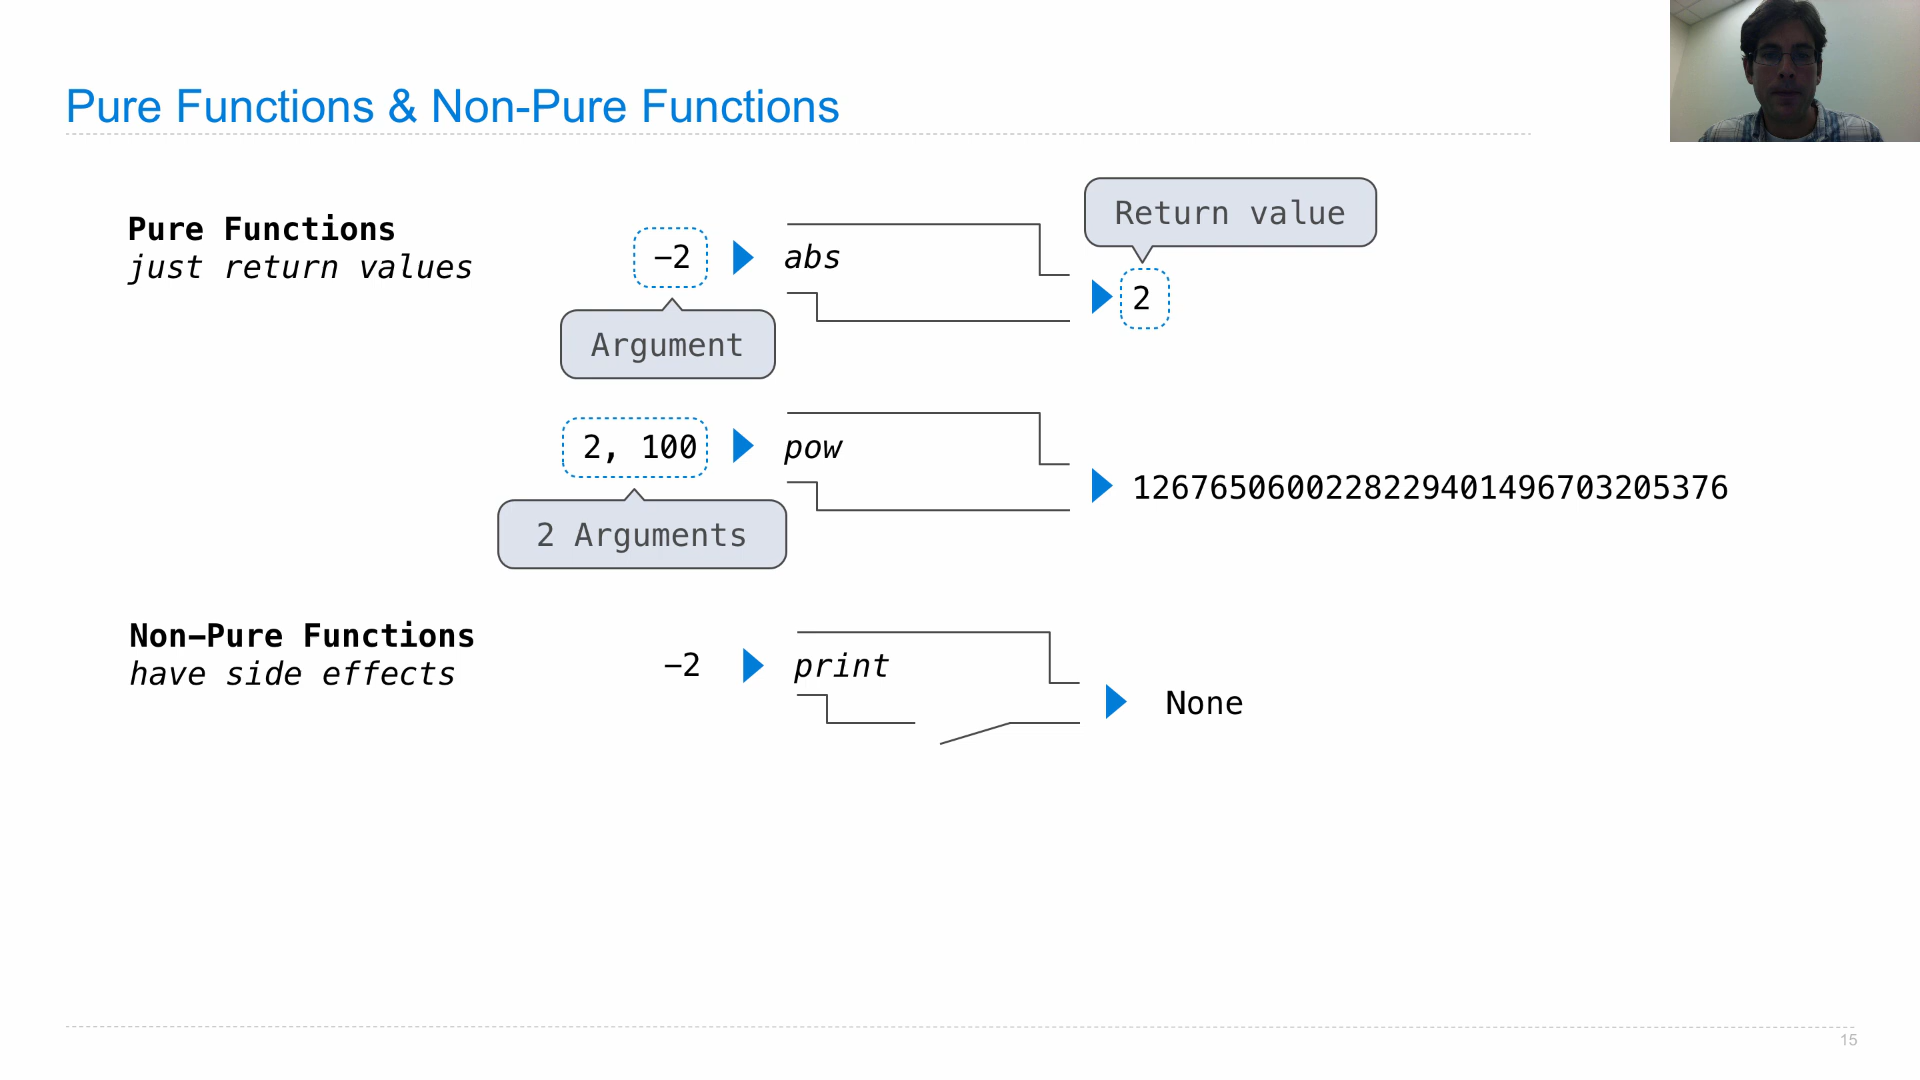 Pure Functions & Non-Pure Functions
Pure Functions
just return values
−2
abs
Return value
2
Argument
2, 100
pow
1267650600228229401496703205376
2 Arguments
Non−Pure Functions
have side effects
−2
print
None
15